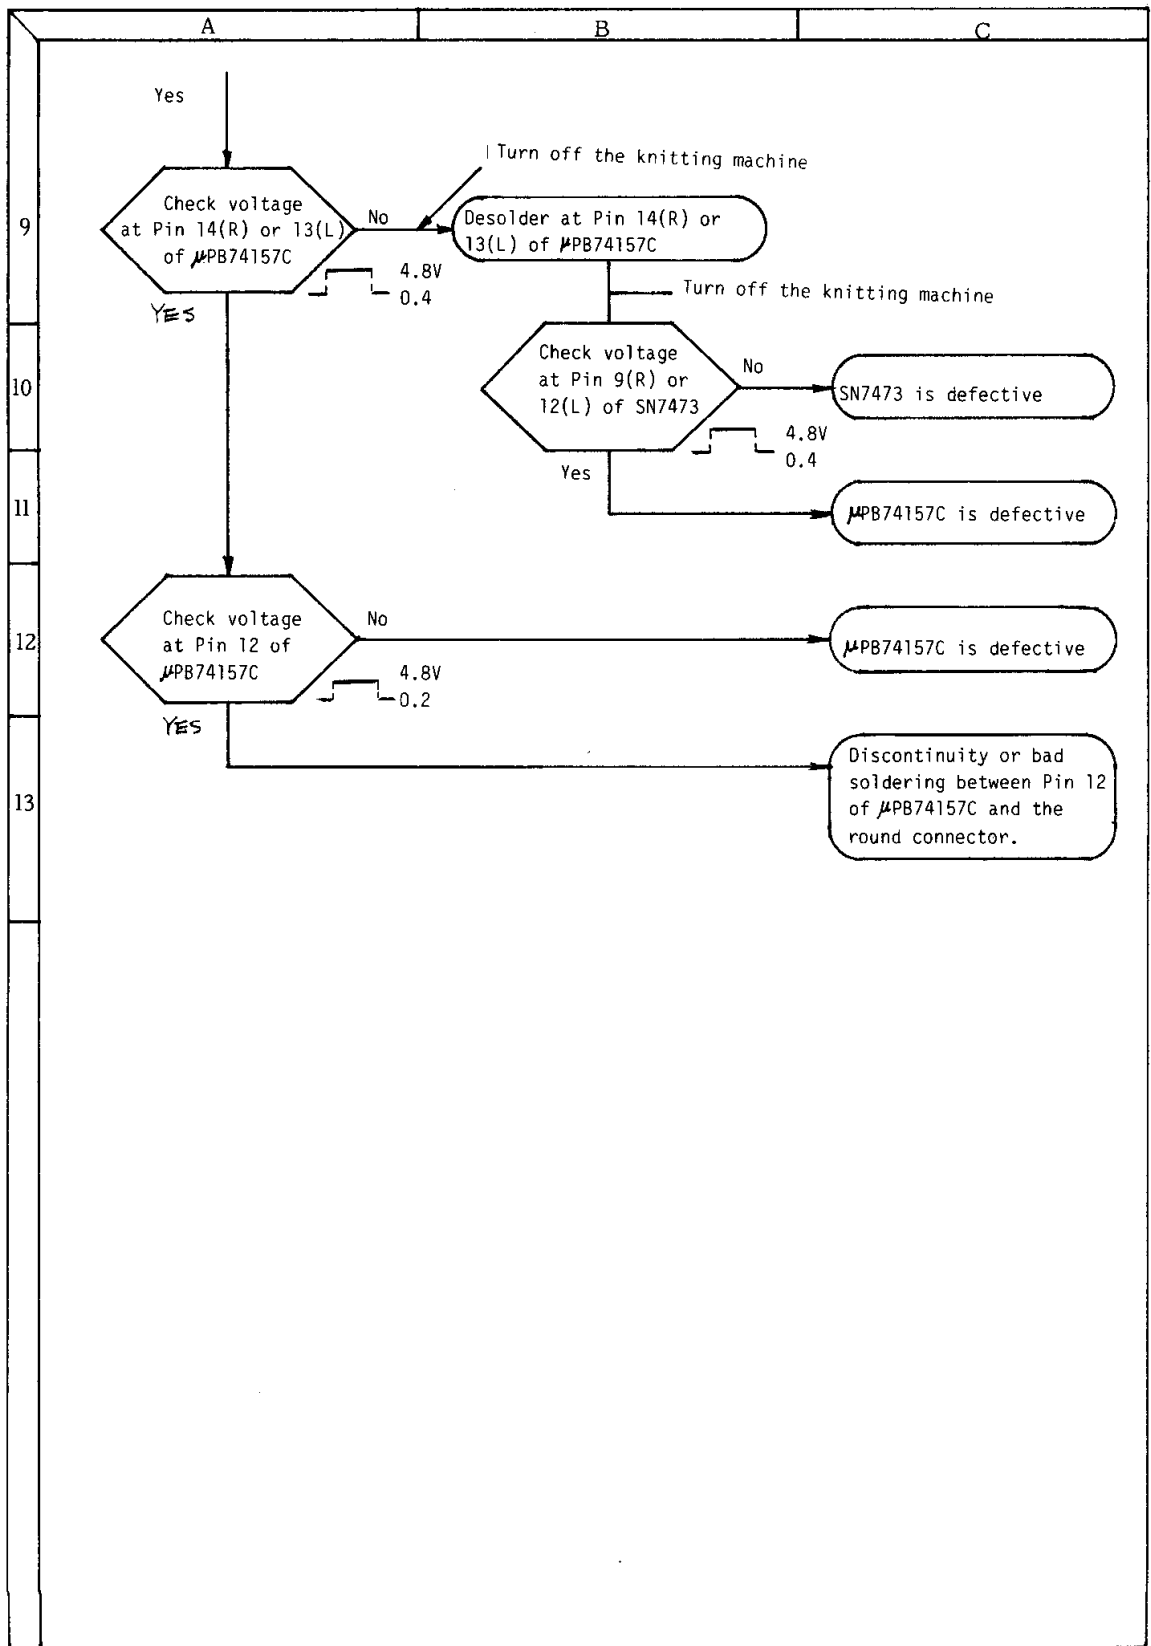 A
B
C
Yes
Turn off the knitting machine
9
Check voltage
at Pin 14(R) or 13(L)
of μPB74157C
No
4.8V
0.4
YES
Desolder at Pin 14(R) or
13(L) of μPB74157C
Turn off the knitting machine
10
Check voltage
at Pin 9(R) or
12(L) of SN7473
No
4.8V
0.4
Yes
SN7473 is defective
11
μPB74157C is defective
12
Check voltage
at Pin 12 of
μPB74157C
No
4.8V
0.2
YES
μPB74157C is defective
13
Discontinuity or bad
soldering between Pin 12
of μPB74157C and the
round connector.